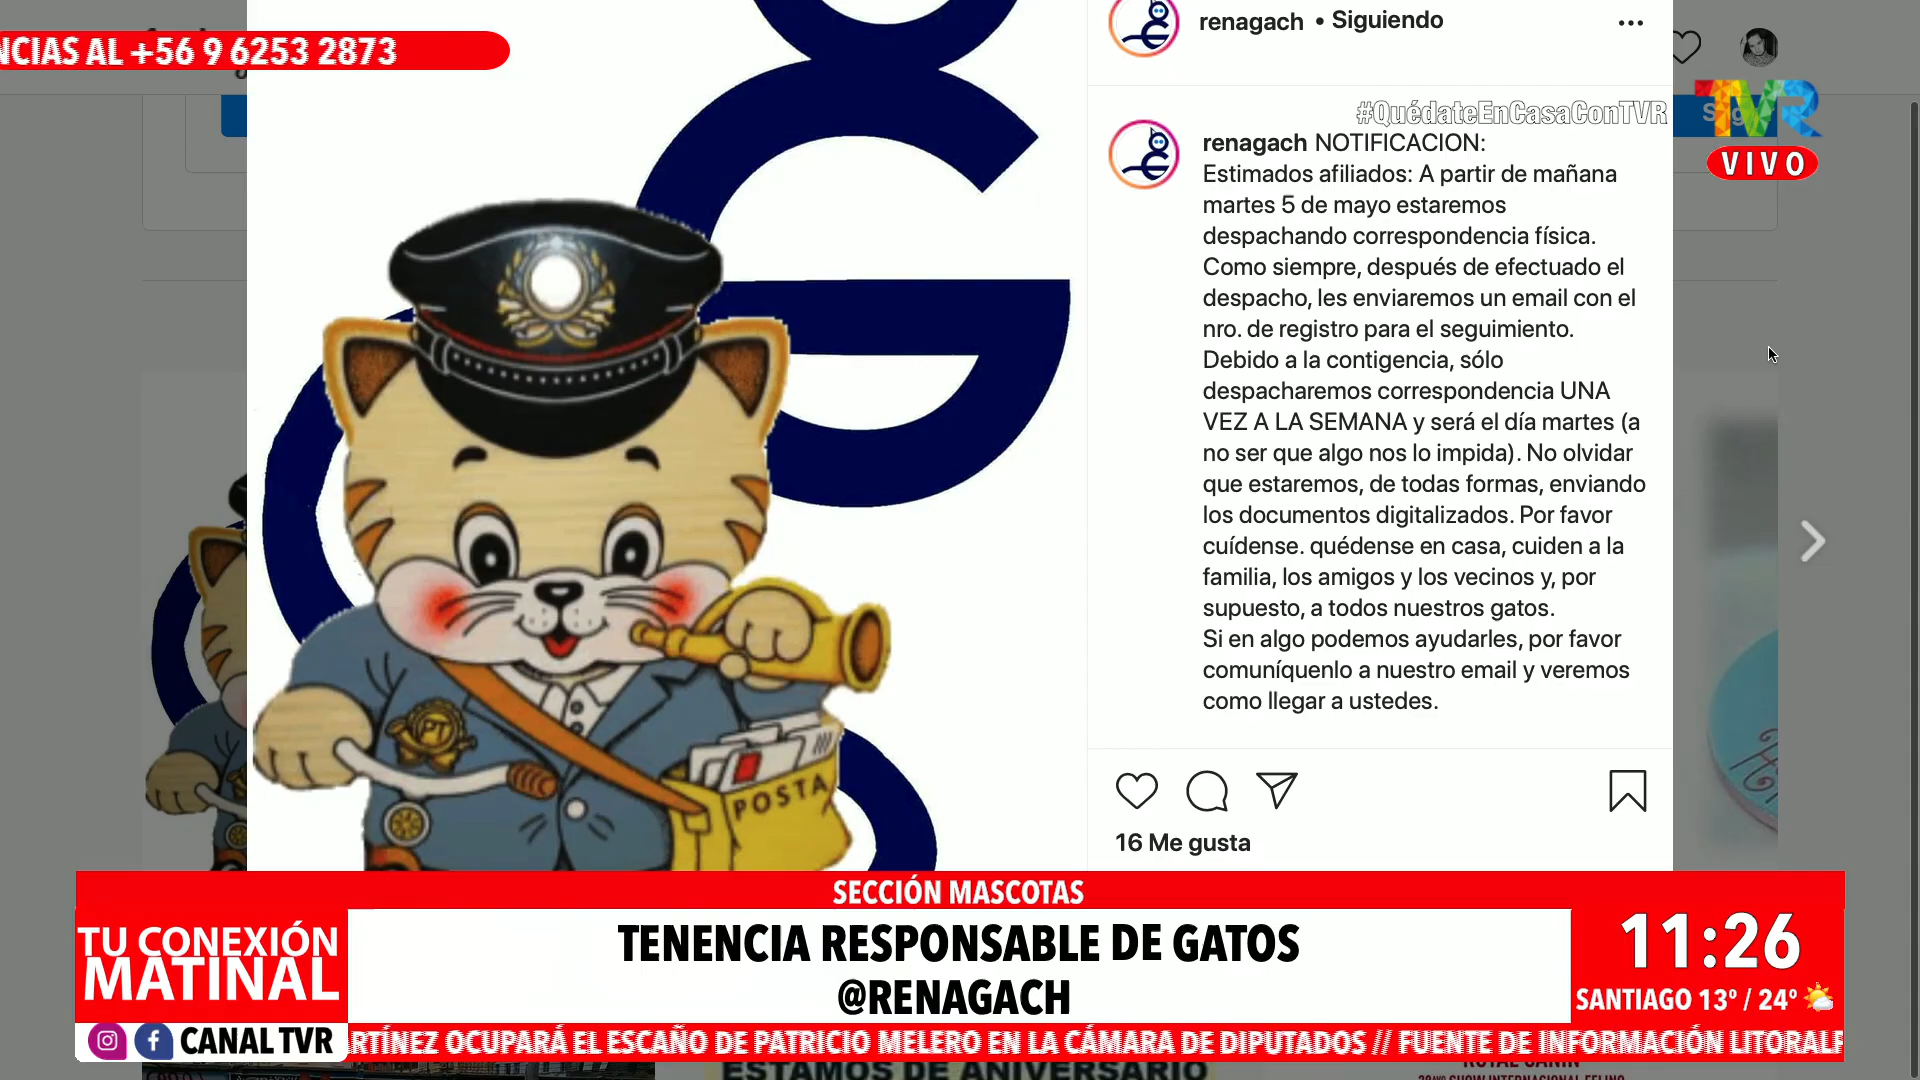 NCIAS AL +56 9 6253 2873
renagach • Siguiendo
#QuédateEnCasaConTVR
TVR
VIVO
renagach NOTIFICACION:
Estimados afiliados: A partir de mañana
martes 5 de mayo estaremos
despachando correspondencia física.
Como siempre, después de efectuado el
despacho, les enviaremos un email con el
nro. de registro para el seguimiento.
Debido a la contigencia, sólo
despacharemos correspondencia UNA
VEZ A LA SEMANA y será el día martes (a
no ser que algo nos lo impida). No olvidar
que estaremos, de todas formas, enviando
los documentos digitalizados. Por favor
cuídense. quédense en casa, cuiden a la
familia, los amigos y los vecinos y, por
supuesto, a todos nuestros gatos.
Si en algo podemos ayudarles, por favor
comuníquenlo a nuestro email y veremos
como llegar a ustedes.
PT
POSTA
16 Me gusta
SECCIÓN MASCOTAS
TU CONEXIÓN
MATINAL
TENENCIA RESPONSABLE DE GATOS
@RENAGACH
11:26
SANTIAGO 13º / 24º
CANAL TVR
RTÍNEZ OCUPARÁ EL ESCAÑO DE PATRICIO MELERO EN LA CÁMARA DE DIPUTADOS // FUENTE DE INFORMACIÓN LITORALP
ESTAMOS DE ANIVERSARIO